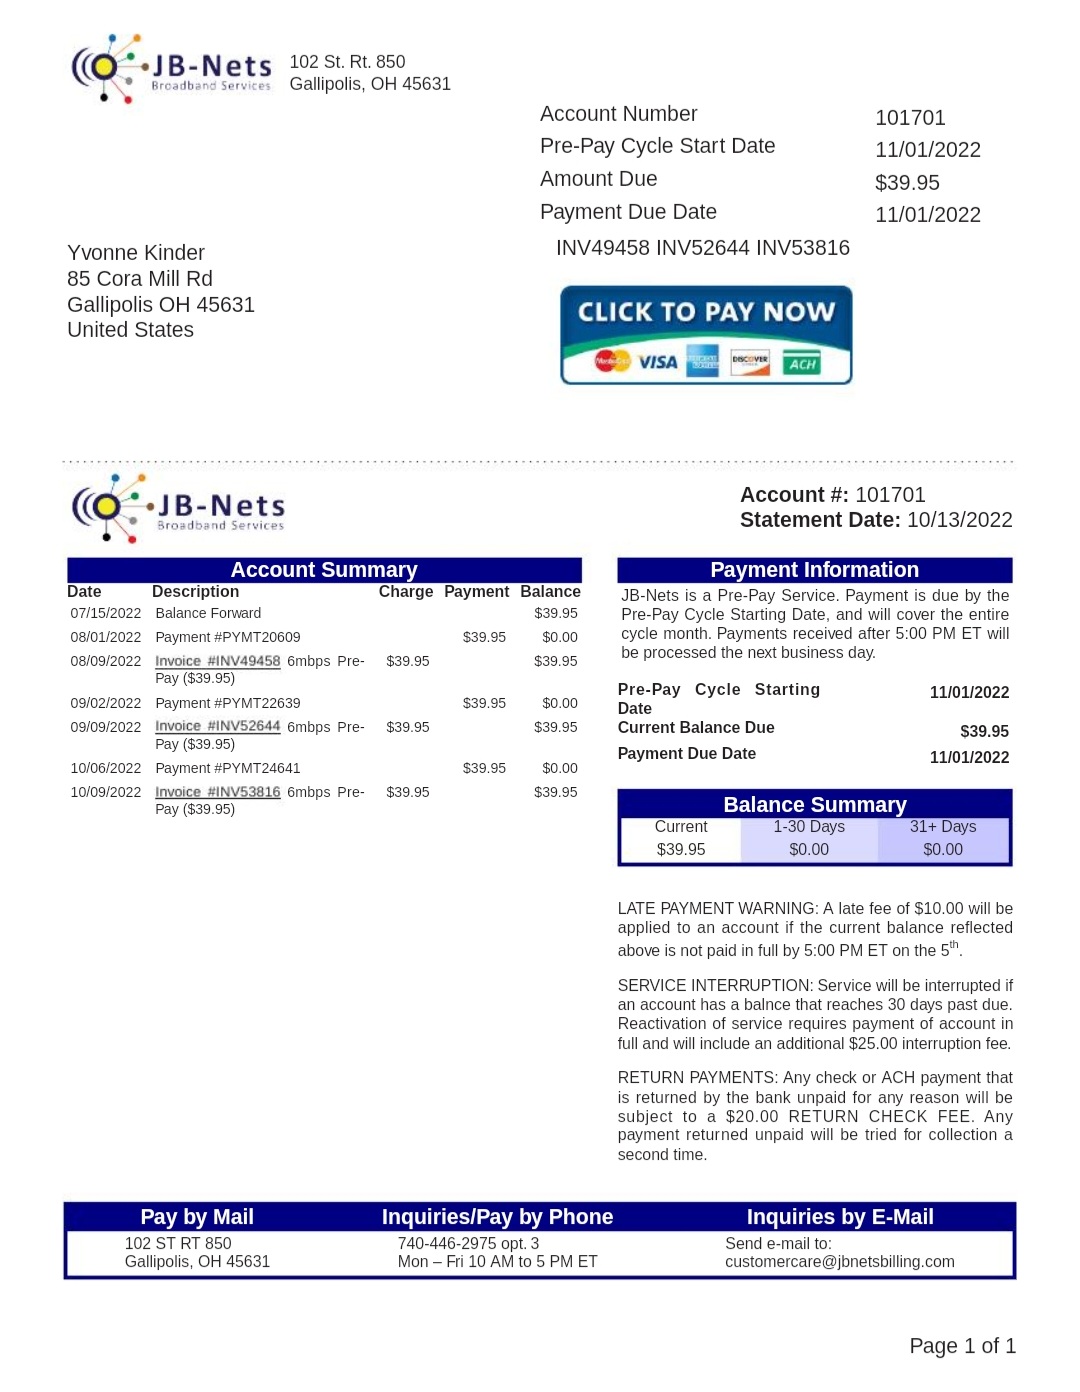 JB-Nets
Broadband Services
102 St. Rt. 850
Gallipolis, OH 45631
Account Number 101701
Pre-Pay Cycle Start Date 11/01/2022
Amount Due $39.95
Payment Due Date 11/01/2022
INV49458 INV52644 INV53816
Yvonne Kinder
85 Cora Mill Rd
Gallipolis OH 45631
United States
CLICK TO PAY NOW
MasterCard VISA AMERICAN EXPRESS DISCOVER ACH
JB-Nets
Broadband Services
Account #: 101701
Statement Date: 10/13/2022
Account Summary
Date Description Charge Payment Balance
07/15/2022 Balance Forward $39.95
08/01/2022 Payment #PYMT20609 $39.95 $0.00
08/09/2022 Invoice #INV49458 6mbps Pre- $39.95 $39.95
Pay ($39.95)
09/02/2022 Payment #PYMT22639 $39.95 $0.00
09/09/2022 Invoice #INV52644 6mbps Pre- $39.95 $39.95
Pay ($39.95)
10/06/2022 Payment #PYMT24641 $39.95 $0.00
10/09/2022 Invoice #INV53816 6mbps Pre- $39.95 $39.95
Pay ($39.95)
Payment Information
JB-Nets is a Pre-Pay Service. Payment is due by the
Pre-Pay Cycle Starting Date, and will cover the entire
cycle month. Payments received after 5:00 PM ET will
be processed the next business day.
Pre-Pay Cycle Starting 11/01/2022
Date
Current Balance Due $39.95
Payment Due Date 11/01/2022
Balance Summary
Current 1-30 Days 31+ Days
$39.95 $0.00 $0.00
LATE PAYMENT WARNING: A late fee of $10.00 will be
applied to an account if the current balance reflected
above is not paid in full by 5:00 PM ET on the 5th.
SERVICE INTERRUPTION: Service will be interrupted if
an account has a balnce that reaches 30 days past due.
Reactivation of service requires payment of account in
full and will include an additional $25.00 interruption fee.
RETURN PAYMENTS: Any check or ACH payment that
is returned by the bank unpaid for any reason will be
subject to a $20.00 RETURN CHECK FEE. Any
payment returned unpaid will be tried for collection a
second time.
Pay by Mail Inquiries/Pay by Phone Inquiries by E-Mail
102 ST RT 850 740-446-2975 opt. 3 Send e-mail to:
Gallipolis, OH 45631 Mon – Fri 10 AM to 5 PM ET customercare@jbnetsbilling.com
Page 1 of 1